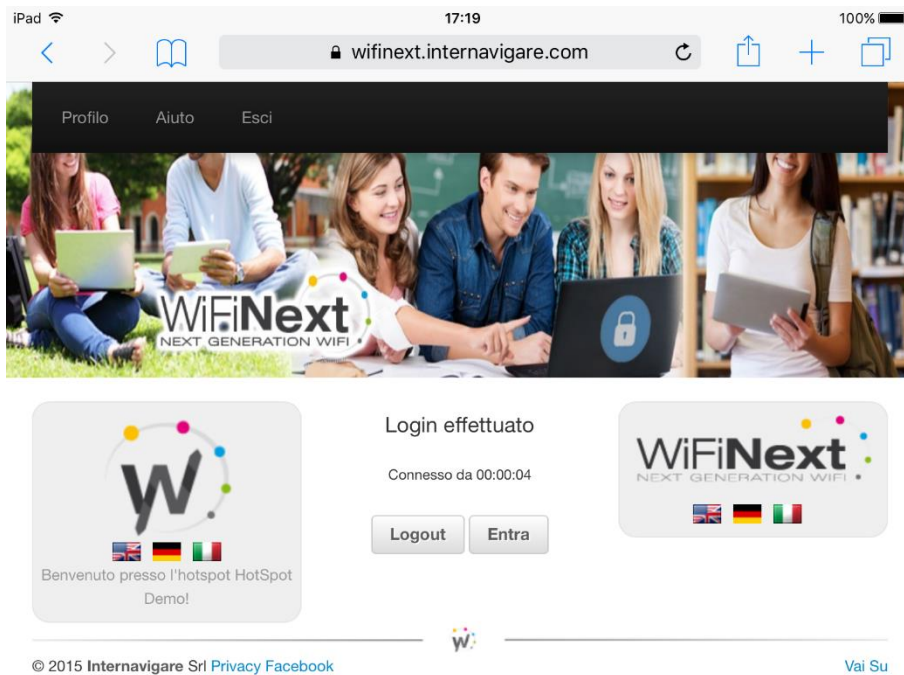 iPad 17:19 100%
wifinext.internavigare.com
Profilo Aiuto Esci
WiFiNext
NEXT GENERATION WIFI
W
Benvenuto presso l'hotspot HotSpot
Demo!
Login effettuato
Connesso da 00:00:04
Logout Entra
WiFiNext
NEXT GENERATION WIFI
W
© 2015 Internavigare Srl Privacy Facebook Vai Su